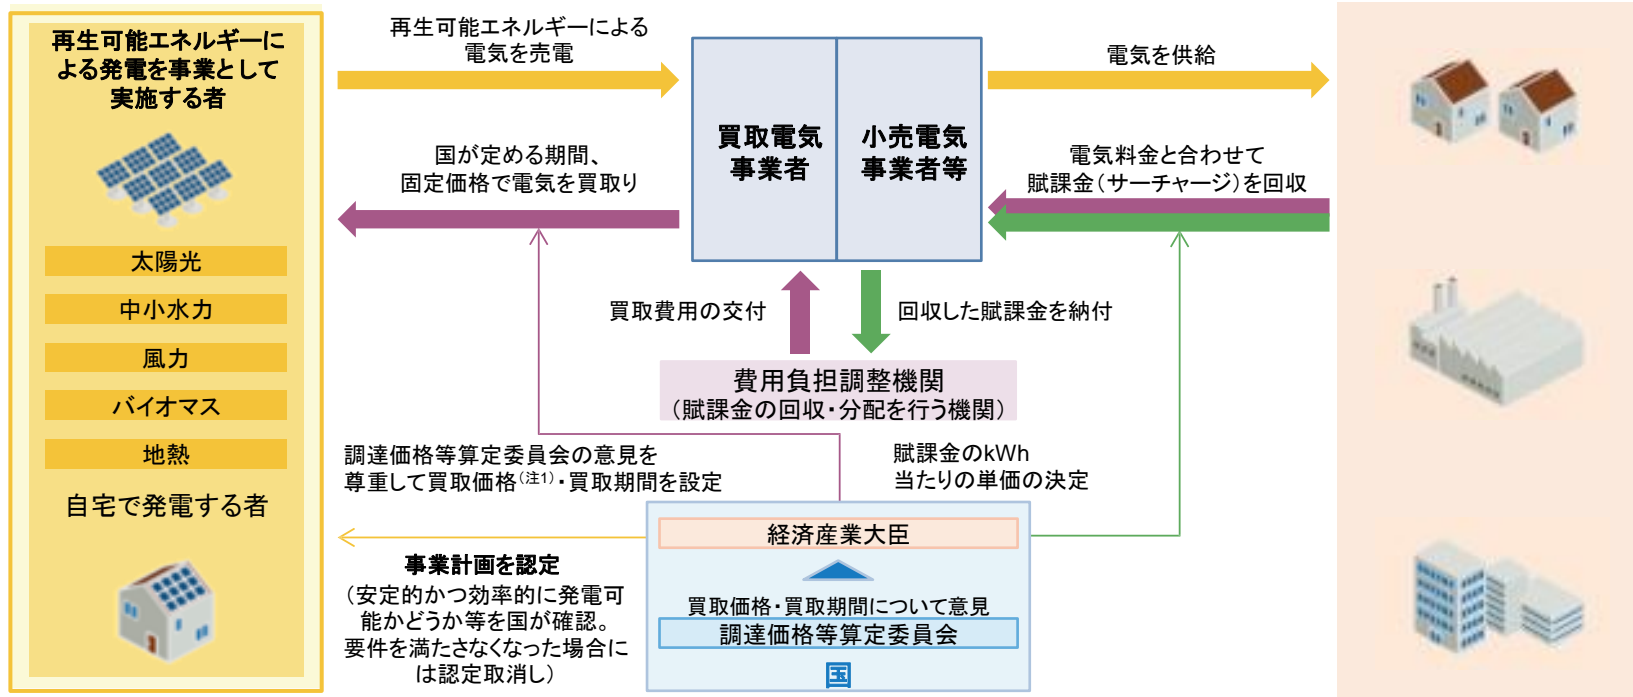 再生可能エネルギーに
よる発電を事業として
実施する者
太陽光
中小水力
風力
バイオマス
地熱
自宅で発電する者
再生可能エネルギーによる
電気を売電
国が定める期間、
固定価格で電気を買取り
買取電気
事業者
小売電気
事業者等
電気を供給
電気料金と合わせて
賦課金(サーチャージ)を回収
買取費用の交付
回収した賦課金を納付
費用負担調整機関
(賦課金の回収・分配を行う機関)
調達価格等算定委員会の意見を
尊重して買取価格(注1)・買取期間を設定
賦課金のkWh
当たりの単価の決定
事業計画を認定
(安定的かつ効率的に発電可
能かどうか等を国が確認。
要件を満たさなくなった場合に
は認定取消し)
経済産業大臣
買取価格・買取期間について意見
調達価格等算定委員会
国